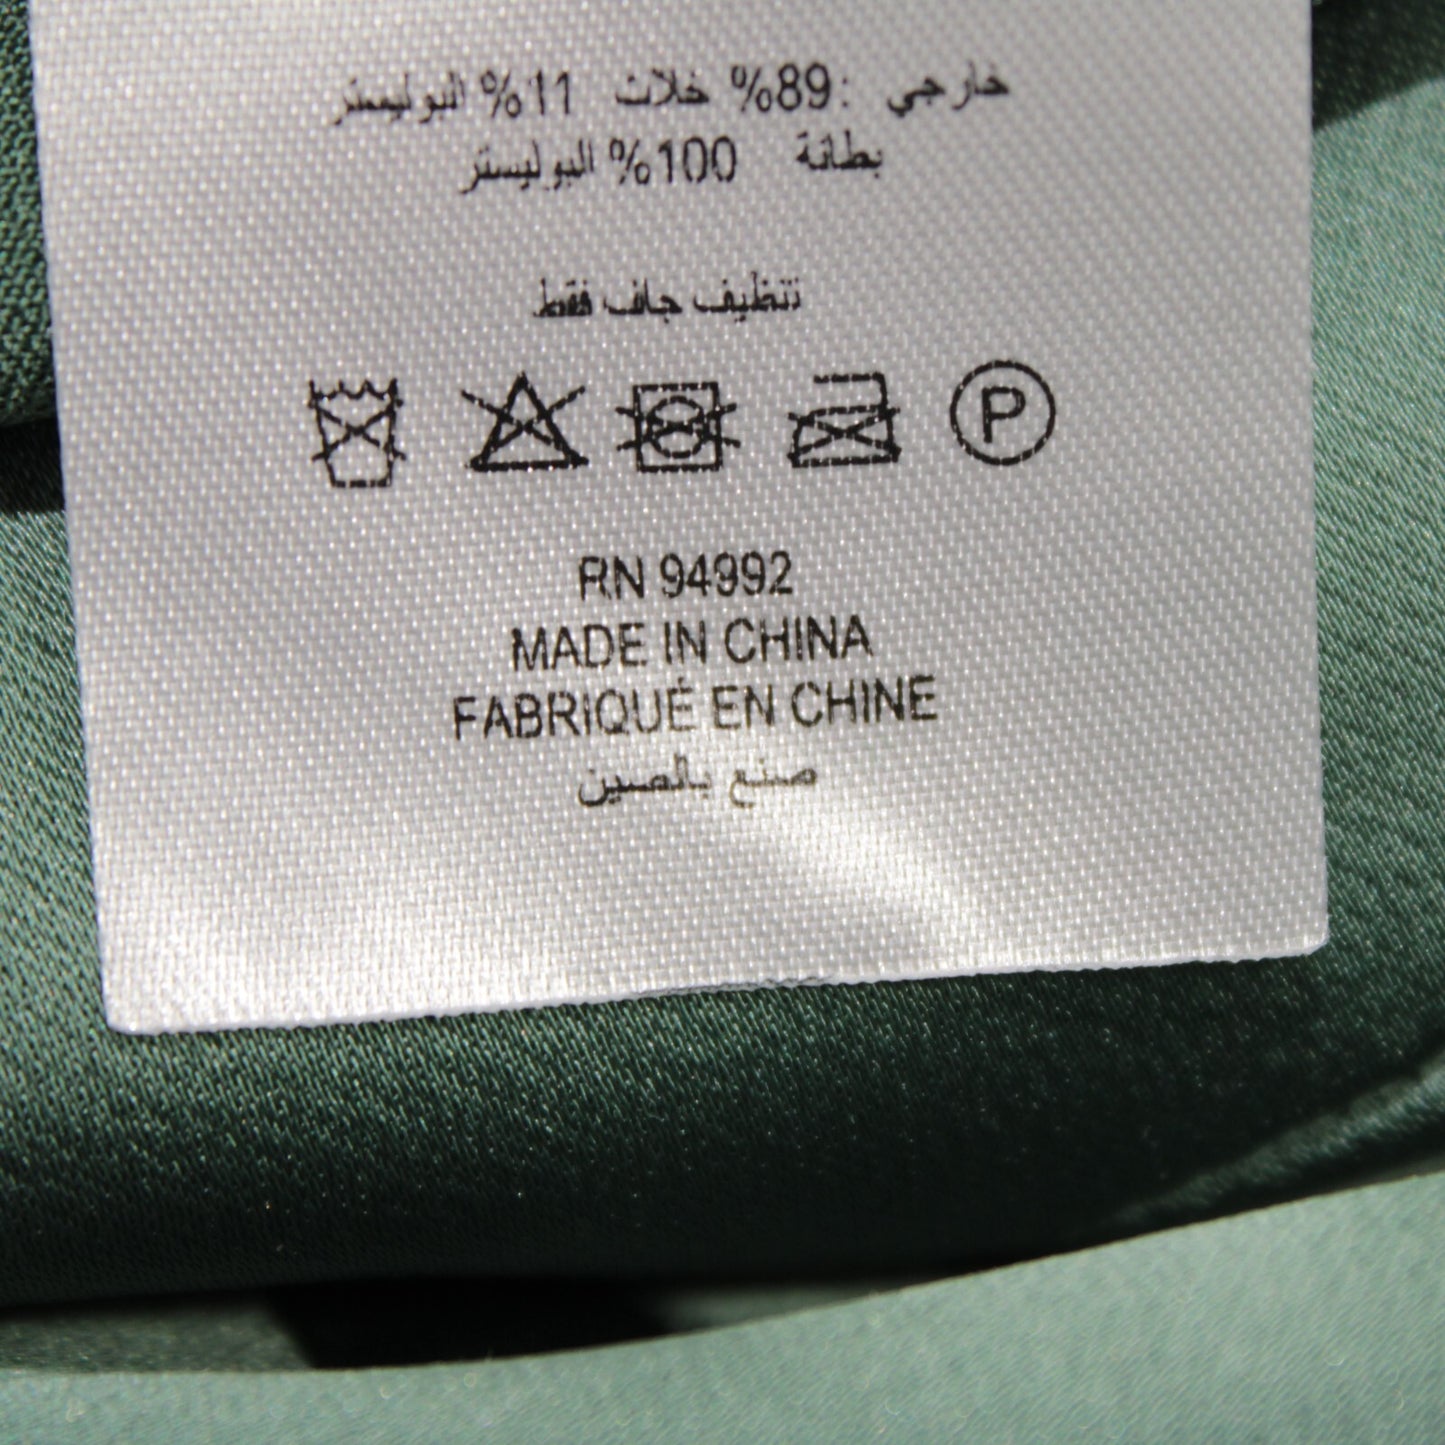 خارجي : 89% خلات 11% البوليستر
بطانة 100% البوليستر
تنظيف جاف فقط
P
RN 94992
MADE IN CHINA
FABRIQUÉ EN CHINE
صنع بالصين